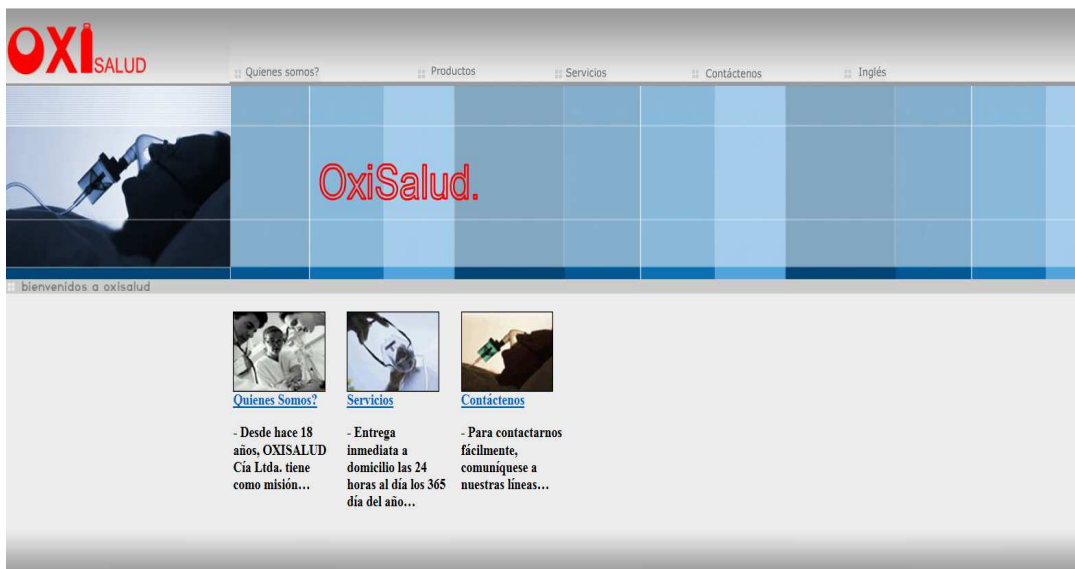 OXI SALUD
Quienes somos?
Productos
Servicios
Contáctenos
Inglés
OxiSalud.
bienvenidos a oxisalud
Quienes Somos?
- Desde hace 18
años, OXISALUD
Cía Ltda. tiene
como misión…
Servicios
- Entrega
inmediata a
domicilio las 24
horas al día los 365
día del año…
Contáctenos
- Para contactarnos
fácilmente,
comuníquese a
nuestras líneas…